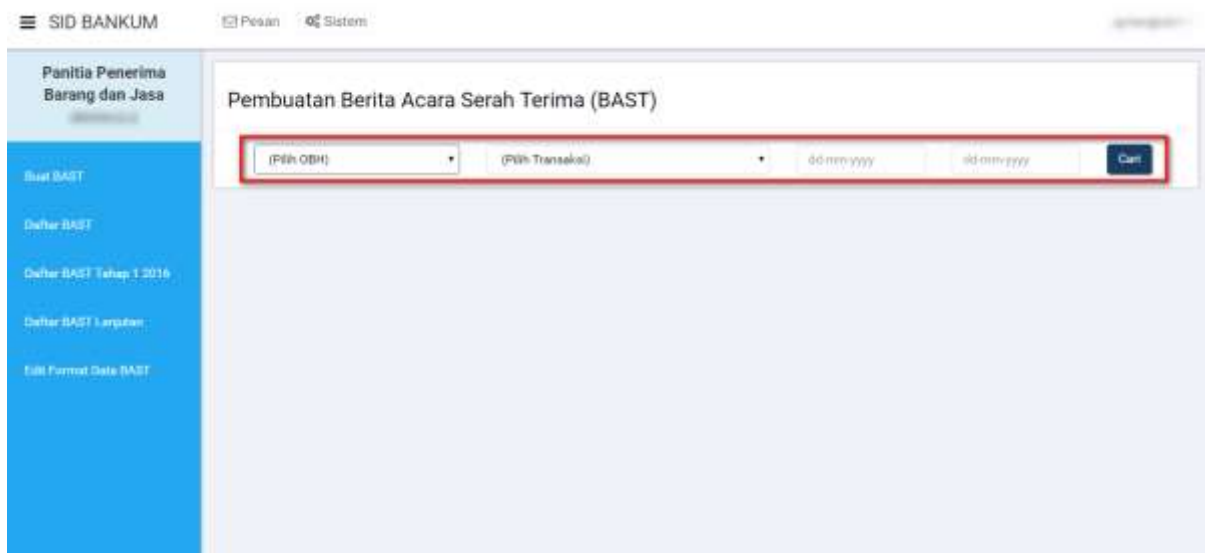 SID BANKUM
Pesan
Sistem
Panitia Penerima
Barang dan Jasa
Pembuatan Berita Acara Serah Terima (BAST)
(Pilih OBH)
(Pilih Transaksi)
dd-mm-yyyy
dd-mm-yyyy
Cari
Buat BAST
Daftar BAST
Daftar BAST Tahap 1 2016
Daftar BAST Lanjutan
Edit Format Data BAST